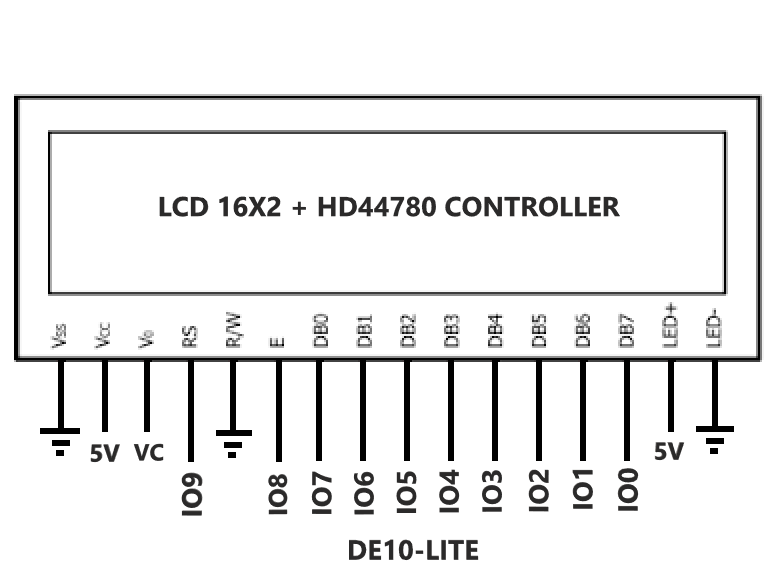 LCD 16X2 + HD44780 CONTROLLER
Vss Vcc V₀ RS R/W E DB0 DB1 DB2 DB3 DB4 DB5 DB6 DB7 LED+ LED-
5V VC 5V
IO9 IO8 IO7 IO6 IO5 IO4 IO3 IO2 IO1 IO0
DE10-LITE